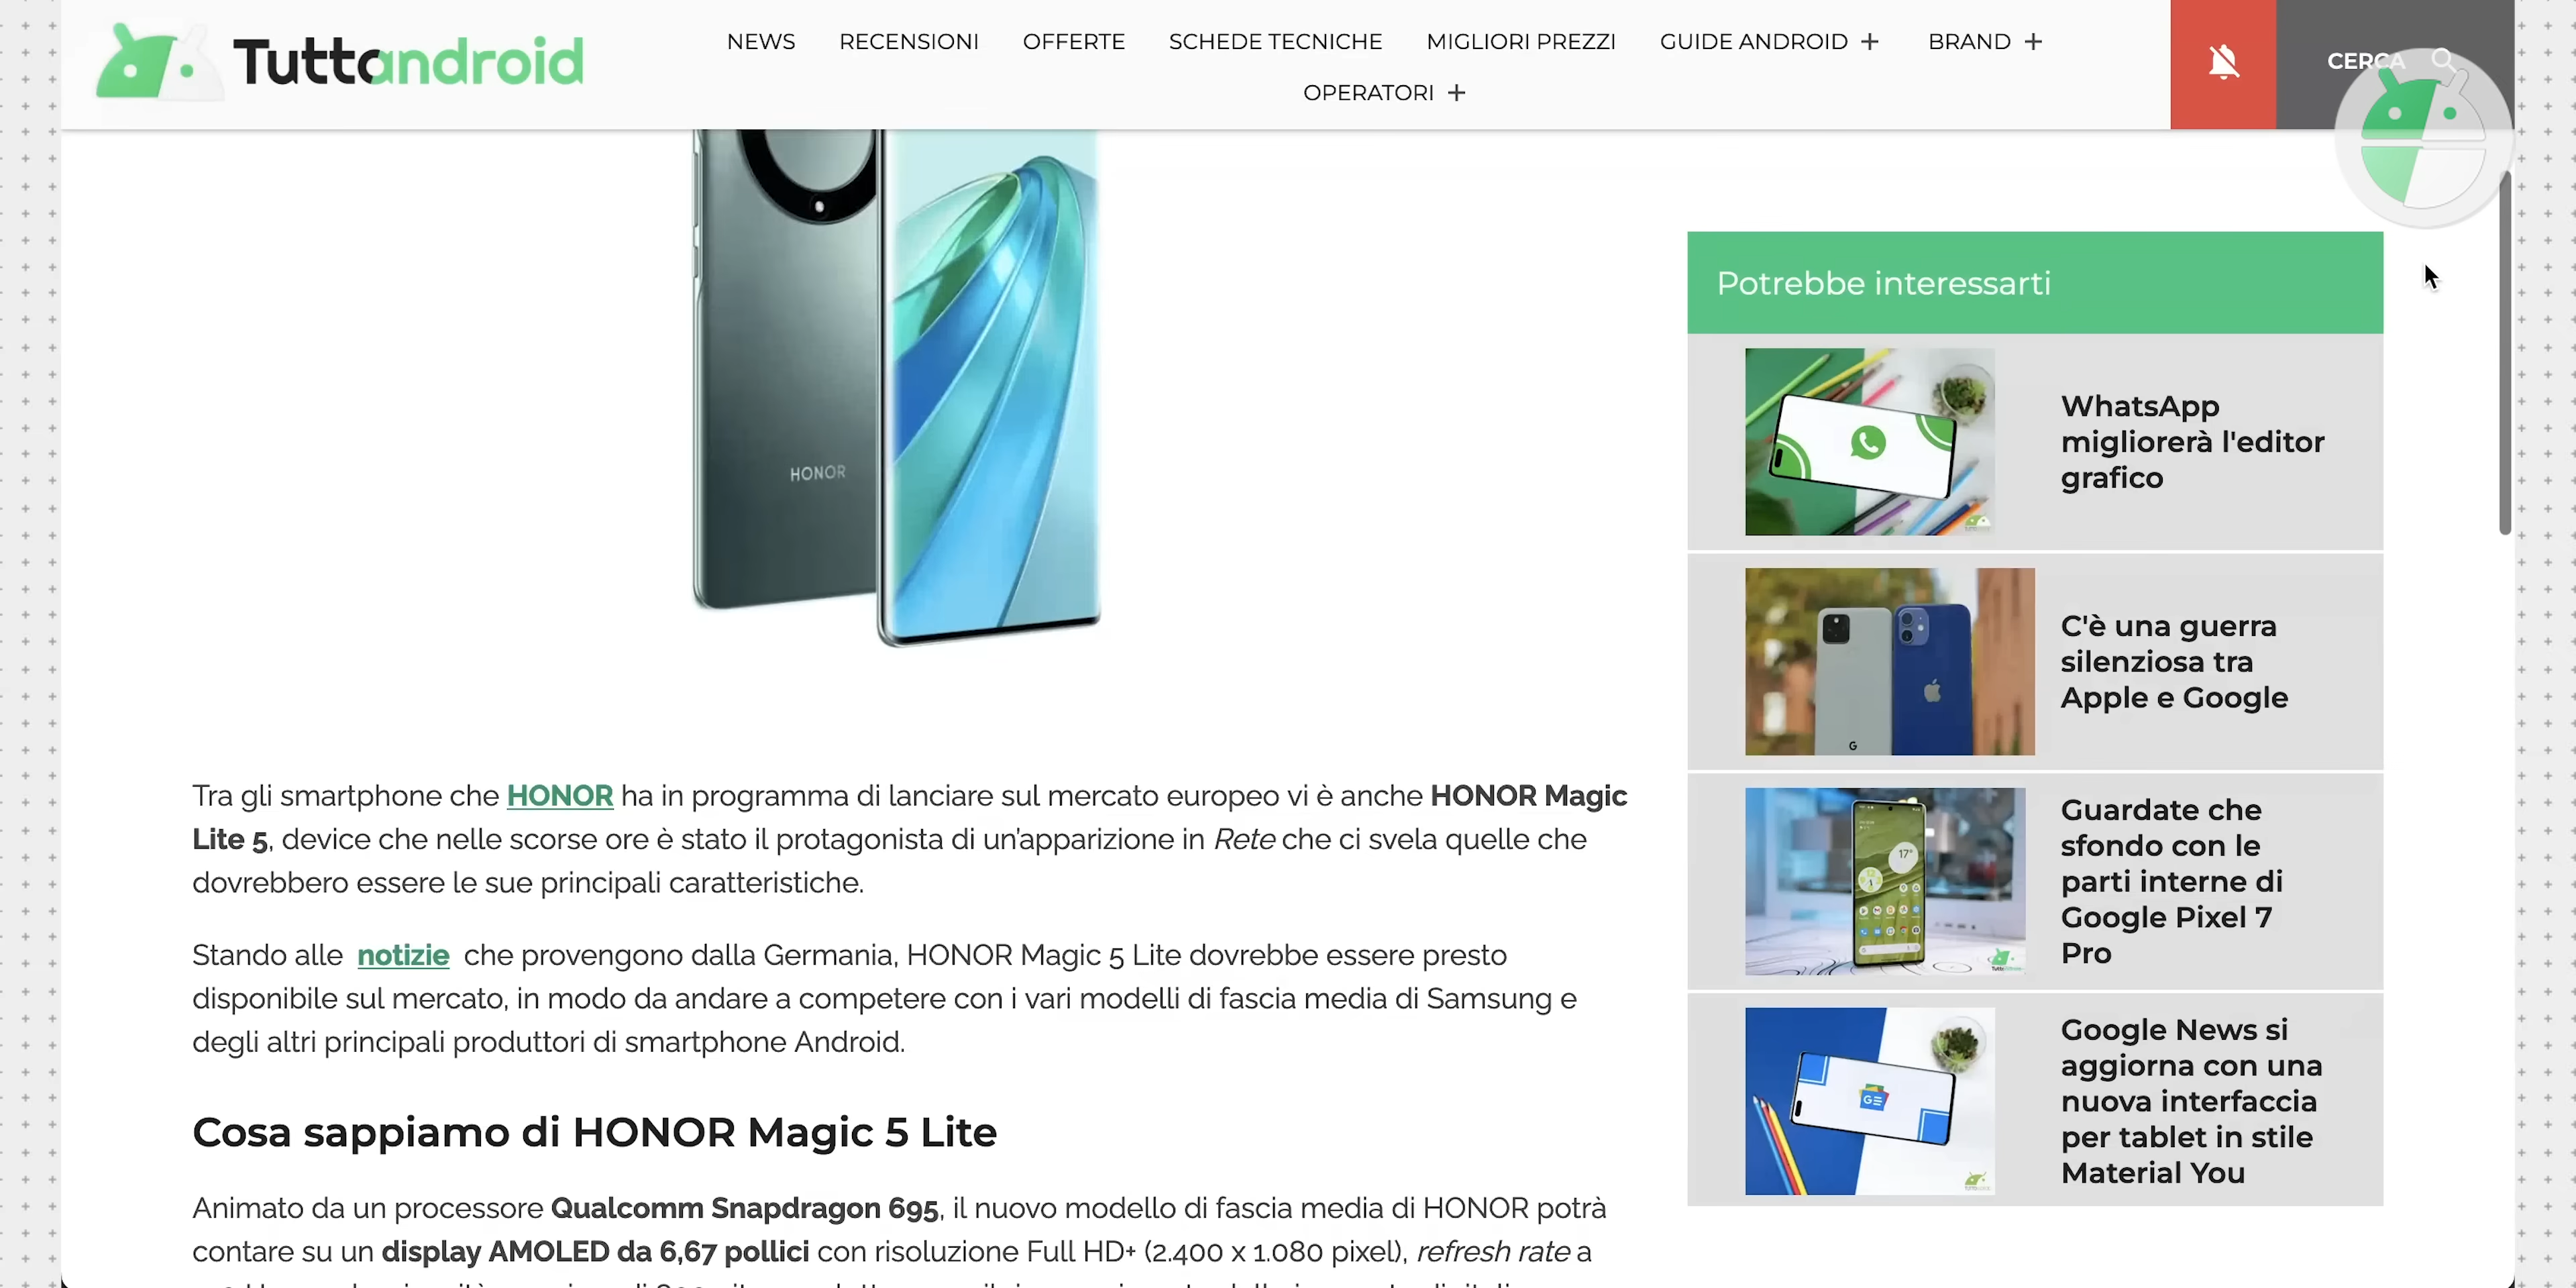 Tuttoandroid
NEWS RECENSIONI OFFERTE SCHEDE TECNICHE MIGLIORI PREZZI GUIDE ANDROID + BRAND +
OPERATORI +
CERCA
HONOR
Tra gli smartphone che HONOR ha in programma di lanciare sul mercato europeo vi è anche HONOR Magic
Lite 5, device che nelle scorse ore è stato il protagonista di un'apparizione in Rete che ci svela quelle che
dovrebbero essere le sue principali caratteristiche.
Stando alle notizie che provengono dalla Germania, HONOR Magic 5 Lite dovrebbe essere presto
disponibile sul mercato, in modo da andare a competere con i vari modelli di fascia media di Samsung e
degli altri principali produttori di smartphone Android.
Cosa sappiamo di HONOR Magic 5 Lite
Animato da un processore Qualcomm Snapdragon 695, il nuovo modello di fascia media di HONOR potrà
contare su un display AMOLED da 6,67 pollici con risoluzione Full HD+ (2.400 x 1.080 pixel), refresh rate a
Potrebbe interessarti
WhatsApp
migliorerà l'editor
grafico
C'è una guerra
silenziosa tra
Apple e Google
G
Guardate che
sfondo con le
parti interne di
Google Pixel 7
Pro
17°
Google News si
aggiorna con una
nuova interfaccia
per tablet in stile
Material You